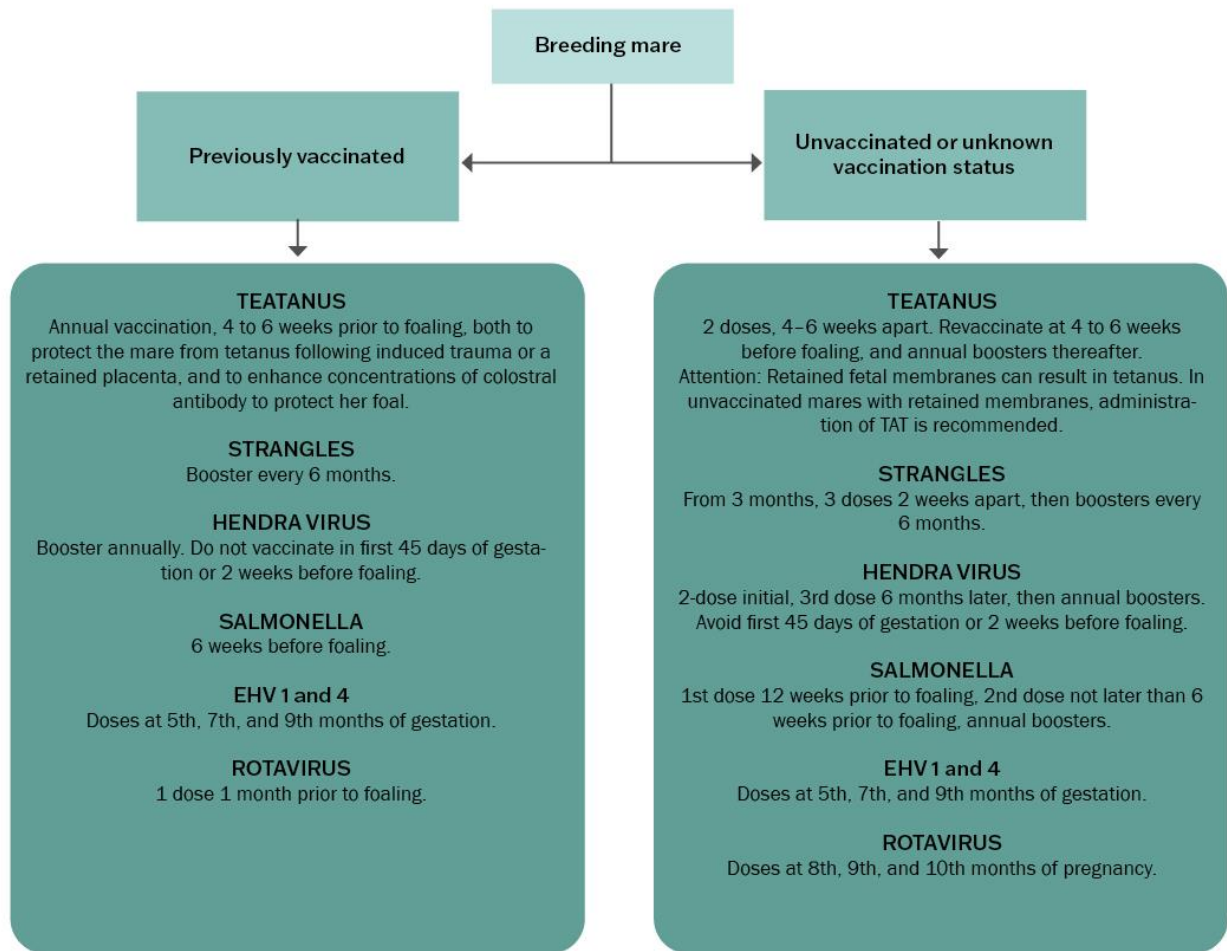 Breeding mare
Previously vaccinated
Unvaccinated or unknown
vaccination status
TEATANUS
Annual vaccination, 4 to 6 weeks prior to foaling, both to
protect the mare from tetanus following induced trauma or a
retained placenta, and to enhance concentrations of colostral
antibody to protect her foal.
STRANGLES
Booster every 6 months.
HENDRA VIRUS
Booster annually. Do not vaccinate in first 45 days of gesta-
tion or 2 weeks before foaling.
SALMONELLA
6 weeks before foaling.
EHV 1 and 4
Doses at 5th, 7th, and 9th months of gestation.
ROTAVIRUS
1 dose 1 month prior to foaling.
TEATANUS
2 doses, 4–6 weeks apart. Revaccinate at 4 to 6 weeks
before foaling, and annual boosters thereafter.
Attention: Retained fetal membranes can result in tetanus. In
unvaccinated mares with retained membranes, administra-
tion of TAT is recommended.
STRANGLES
From 3 months, 3 doses 2 weeks apart, then boosters every
6 months.
HENDRA VIRUS
2-dose initial, 3rd dose 6 months later, then annual boosters.
Avoid first 45 days of gestation or 2 weeks before foaling.
SALMONELLA
1st dose 12 weeks prior to foaling, 2nd dose not later than 6
weeks prior to foaling, annual boosters.
EHV 1 and 4
Doses at 5th, 7th, and 9th months of gestation.
ROTAVIRUS
Doses at 8th, 9th, and 10th months of pregnancy.